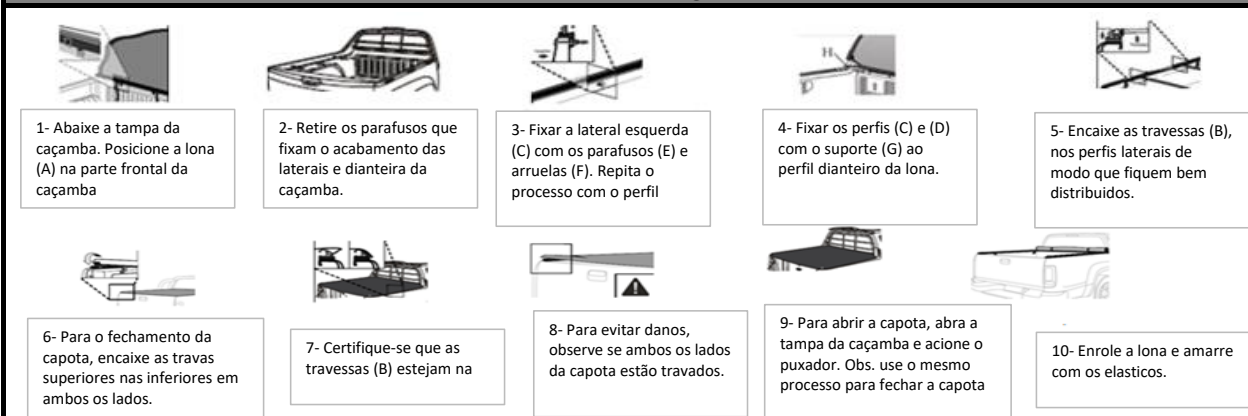 H
1- Abaixe a tampa da
caçamba. Posicione a lona
(A) na parte frontal da
caçamba
2- Retire os parafusos que
fixam o acabamento das
laterais e dianteira da
caçamba.
3- Fixar a lateral esquerda
(C) com os parafusos (E) e
arruelas (F). Repita o
processo com o perfil
4- Fixar os perfis (C) e (D)
com o suporte (G) ao
perfil dianteiro da lona.
5- Encaixe as travessas (B),
nos perfis laterais de
modo que fiquem bem
distribuidos.
6- Para o fechamento da
capota, encaixe as travas
superiores nas inferiores em
ambos os lados.
7- Certifique-se que as
travessas (B) estejam na
8- Para evitar danos,
observe se ambos os lados
da capota estão travados.
9- Para abrir a capota, abra a
tampa da caçamba e acione o
puxador. Obs. use o mesmo
processo para fechar a capota
10- Enrole a lona e amarre
com os elasticos.